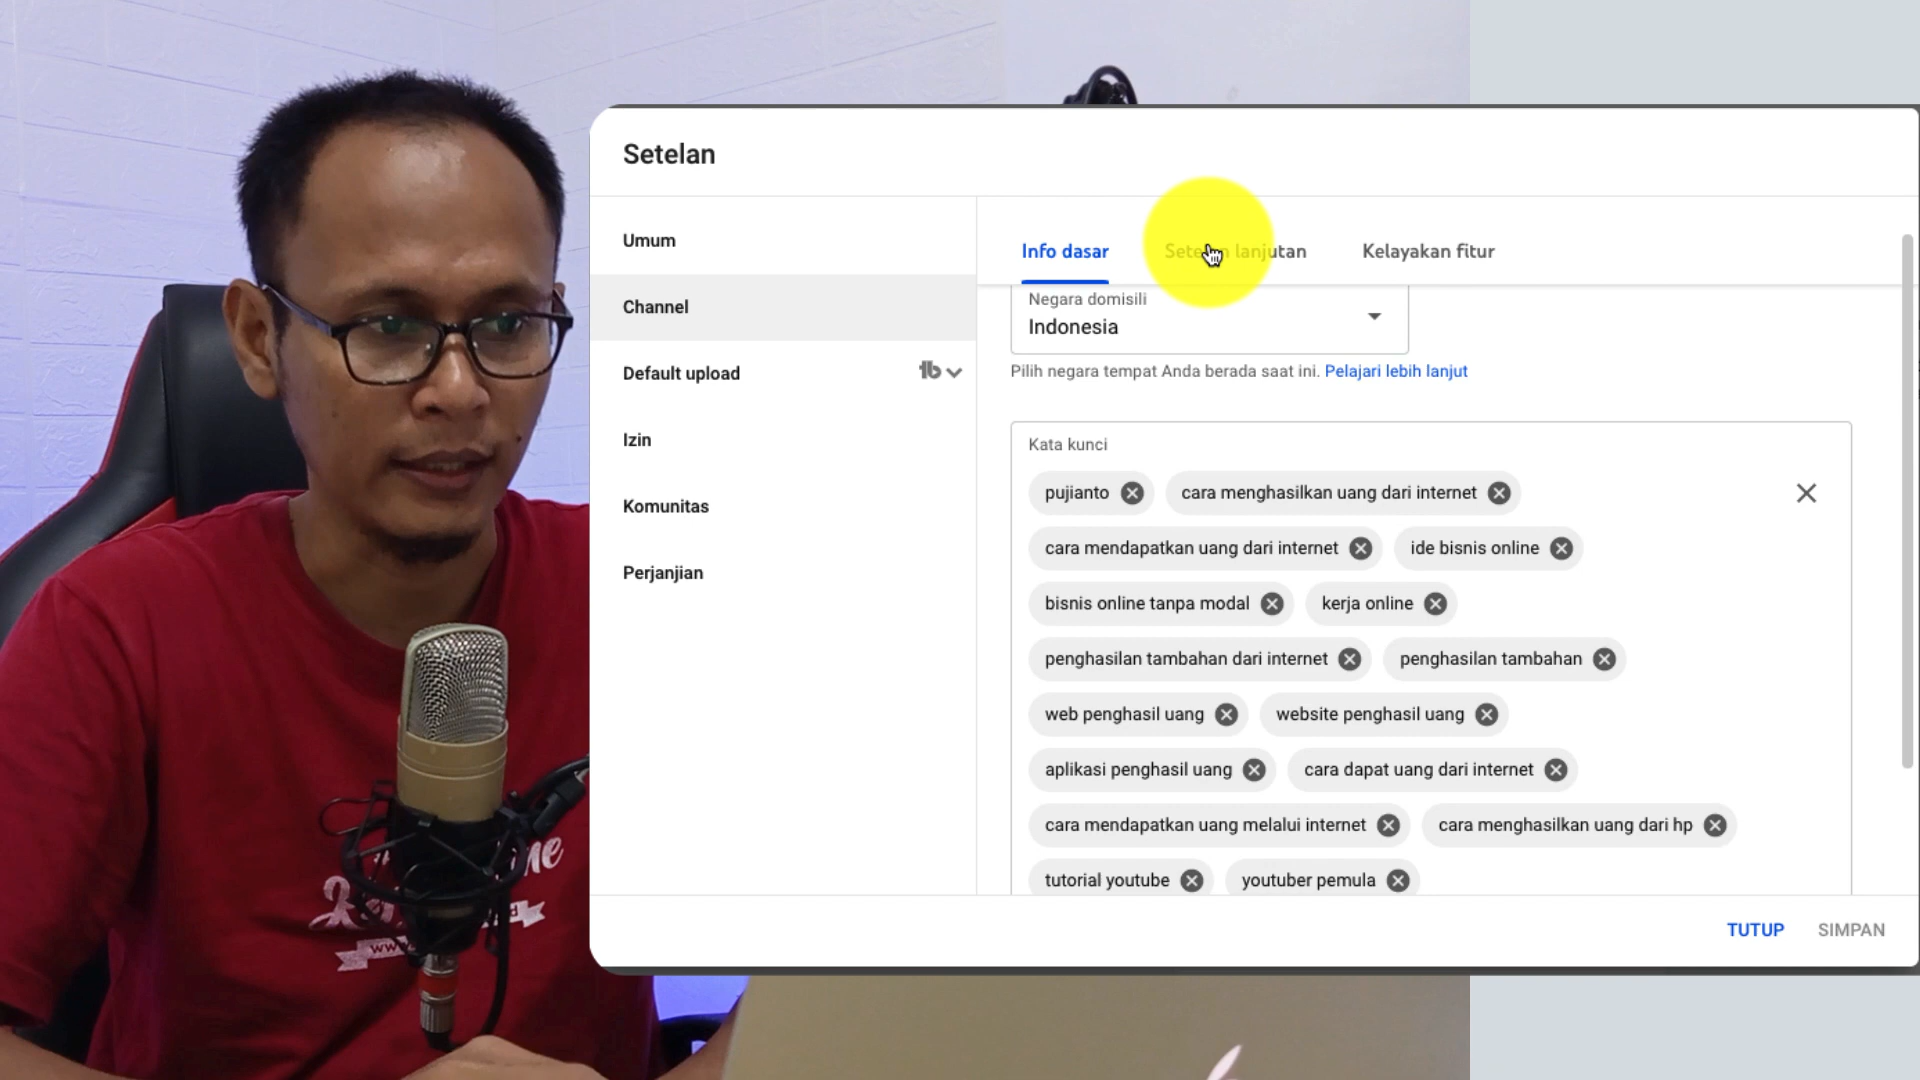 Setelan
Umum
Channel
Default upload
Izin
Komunitas
Perjanjian
Info dasar
Setelan lanjutan
Kelayakan fitur
Negara domisili
Indonesia
Pilih negara tempat Anda berada saat ini. Pelajari lebih lanjut
Kata kunci
pujianto
cara menghasilkan uang dari internet
cara mendapatkan uang dari internet
ide bisnis online
bisnis online tanpa modal
kerja online
penghasilan tambahan dari internet
penghasilan tambahan
web penghasil uang
website penghasil uang
aplikasi penghasil uang
cara dapat uang dari internet
cara mendapatkan uang melalui internet
cara menghasilkan uang dari hp
tutorial youtube
youtuber pemula
TUTUP
SIMPAN